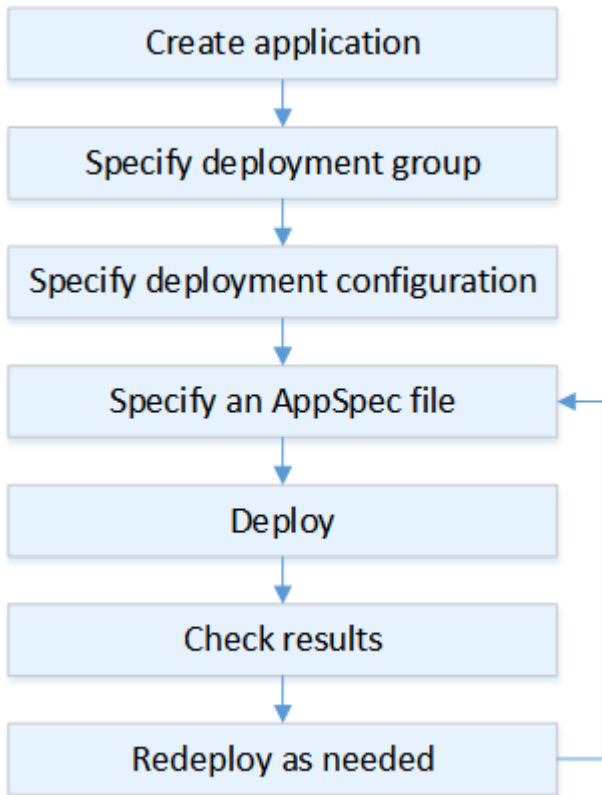 Create application
Specify deployment group
Specify deployment configuration
Specify an AppSpec file
Deploy
Check results
Redeploy as needed